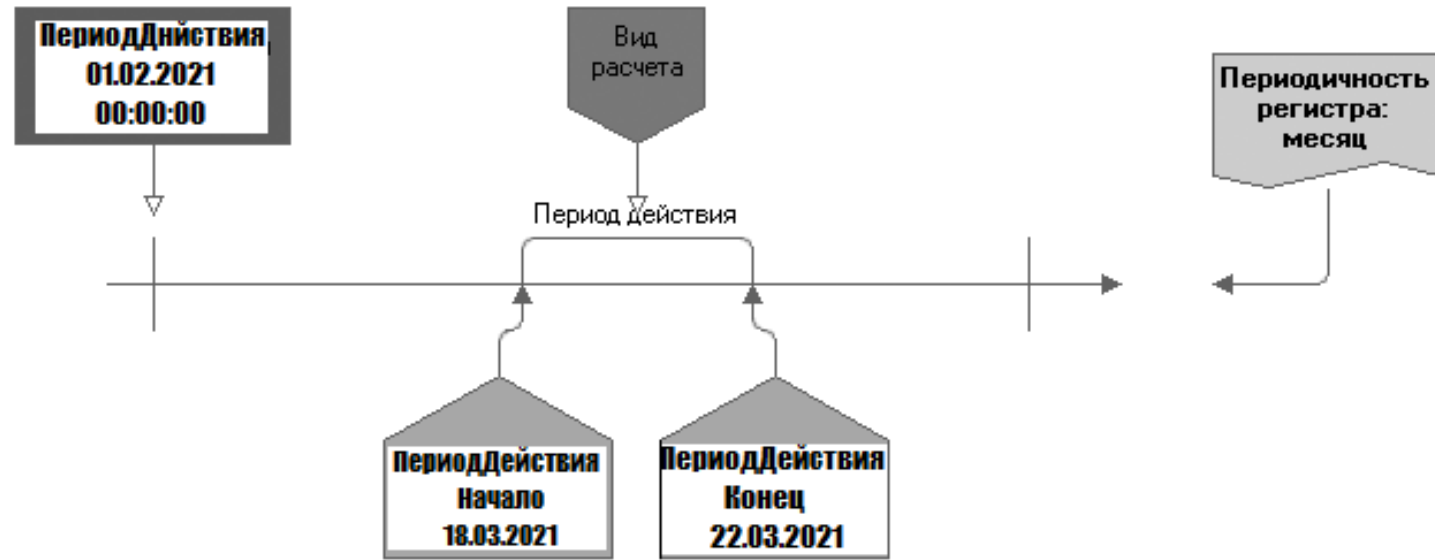 ПериодДнйствия
01.02.2021
00:00:00
Вид
расчета
Периодичность
регистра:
месяц
Период действия
ПериодДействия
Начало
18.03.2021
ПериодДействия
Конец
22.03.2021